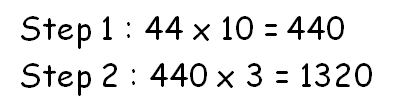 Step 1 : 44 x 10 = 440
Step 2 : 440 x 3 = 1320